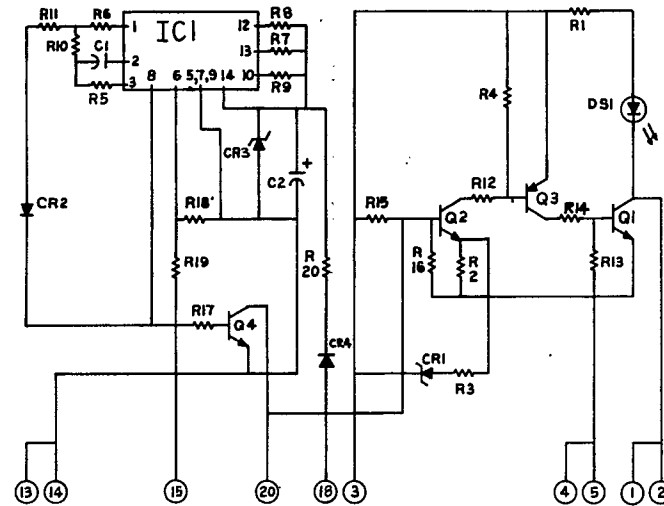 R11 R6 1 IC1 12 R8
R10 C1 2 13 R7
8 6 5,7,9 14 10 R9
R5 3
R1
R4
DS1
CR3
C2 +
CR2
R18
R15
R12
Q2
Q3
R14
Q1
R19
R 20
R 16
R 2
R13
R17
Q4
CR4
CR1
R3
13 14 15 20 18 3 4 5 1 2